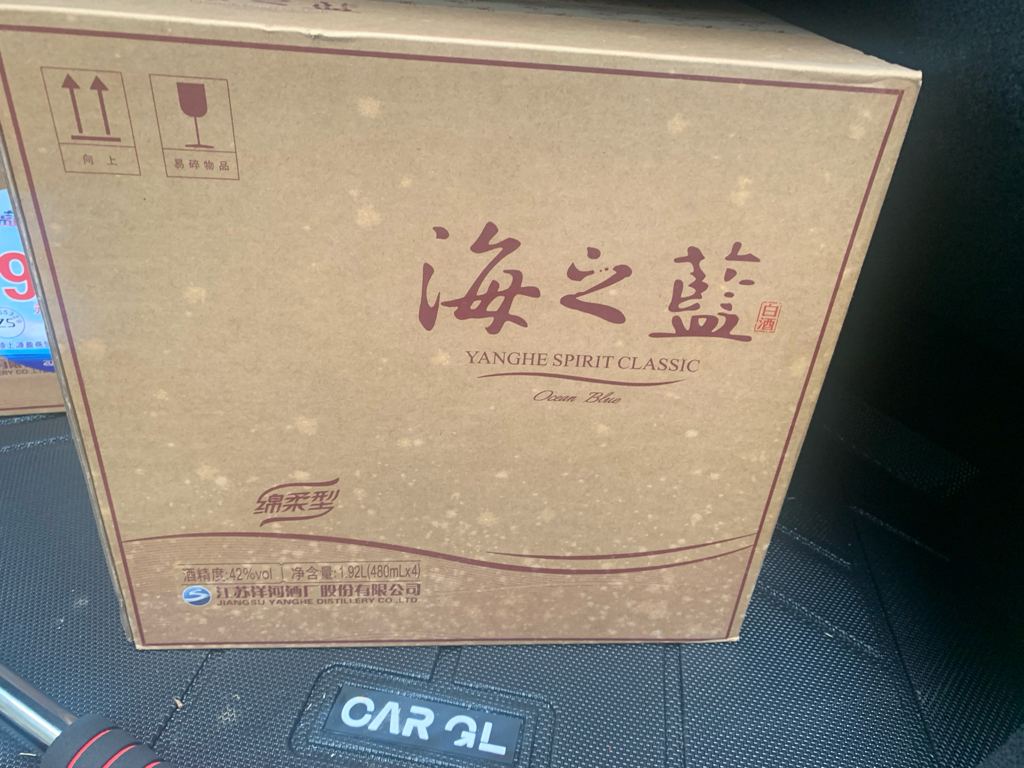 向上
易碎物品
9
海之藍
白酒
YANGHE SPIRIT CLASSIC
Ocean Blue
绵柔型
酒精度:42%vol | 净含量:1.92L(480mLx4)
江苏洋河酒厂股份有限公司
JIANGSU YANGHE DISTILLERY CO.,LTD
CAR GL